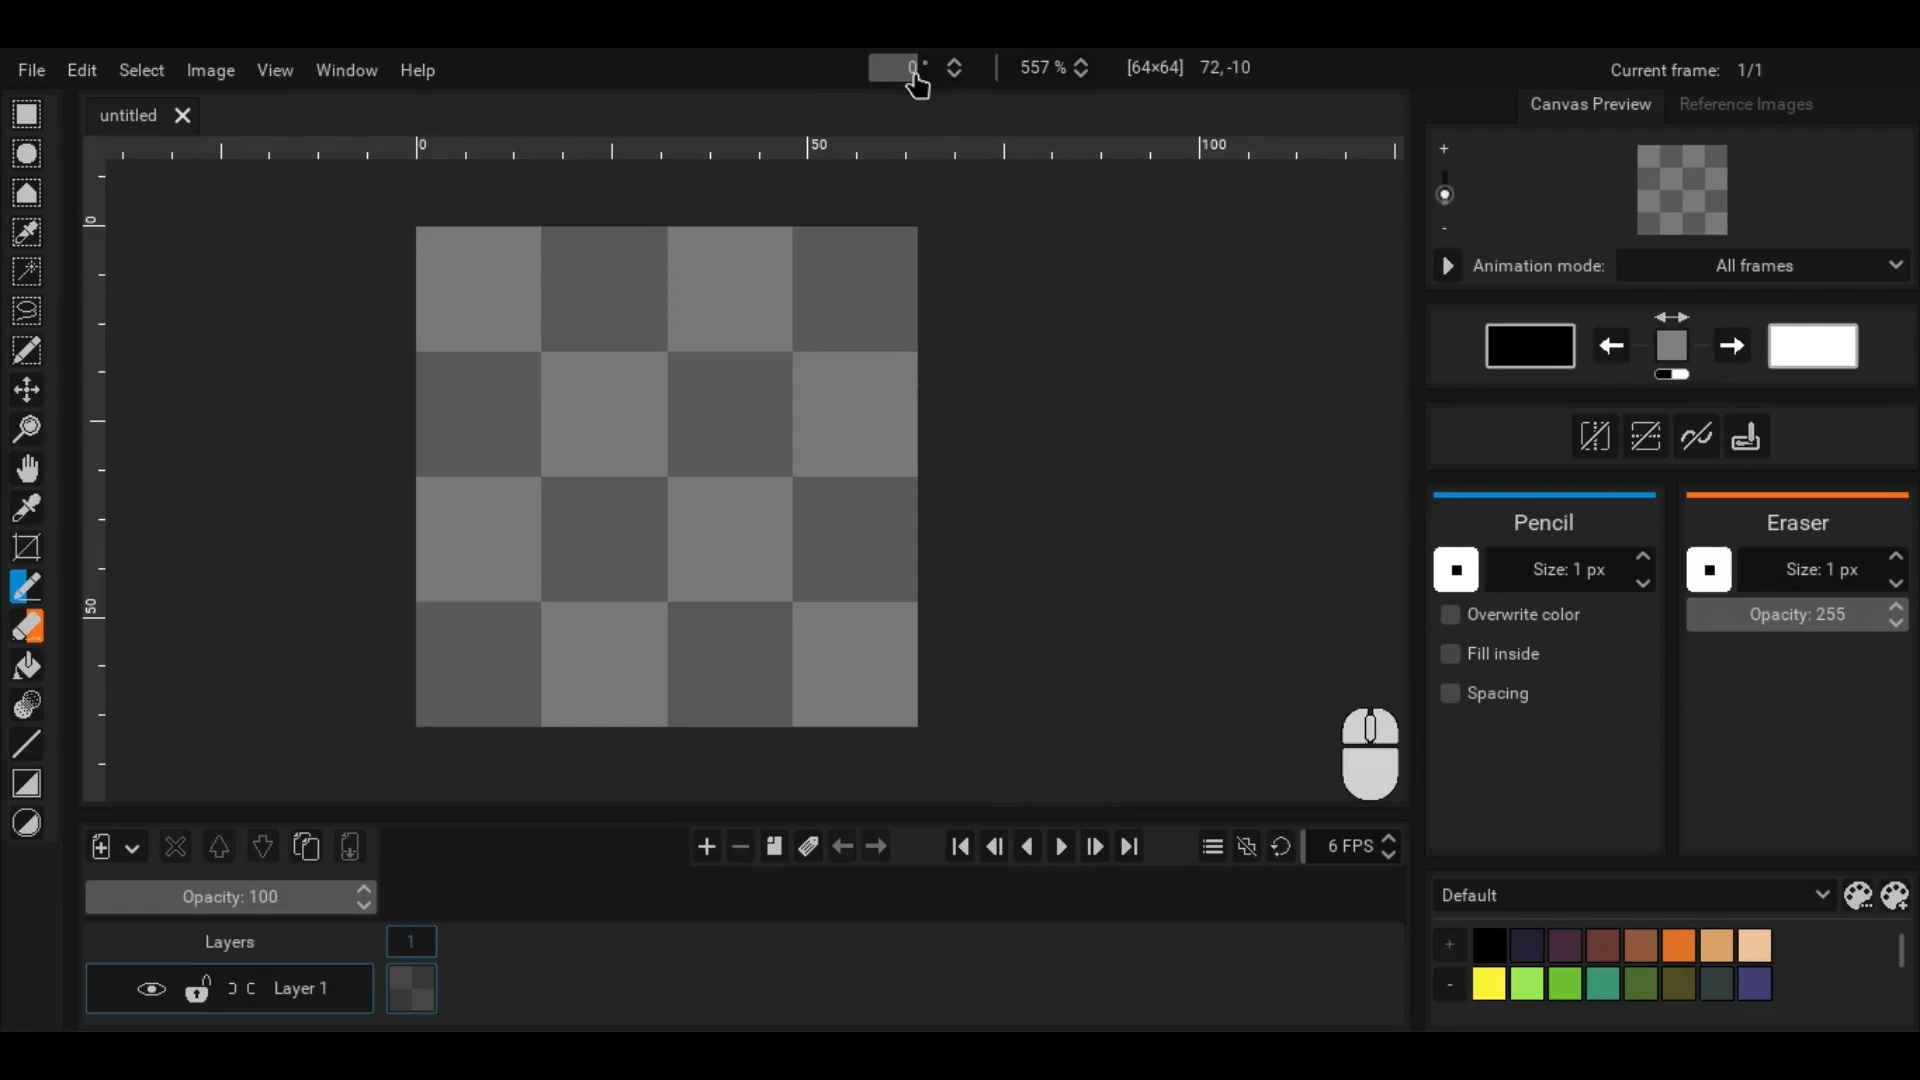 File Edit Select Image View Window Help
0 ° 557 % [64×64] 72,-10
Current frame: 1/1
untitled
Canvas Preview Reference Images
0 50 100
0
50
+
-
Animation mode: All frames
Pencil
Size: 1 px
Overwrite color
Fill inside
Spacing
Eraser
Size: 1 px
Opacity: 255
6 FPS
Opacity: 100
Layers 1
Layer 1
Default
+
-